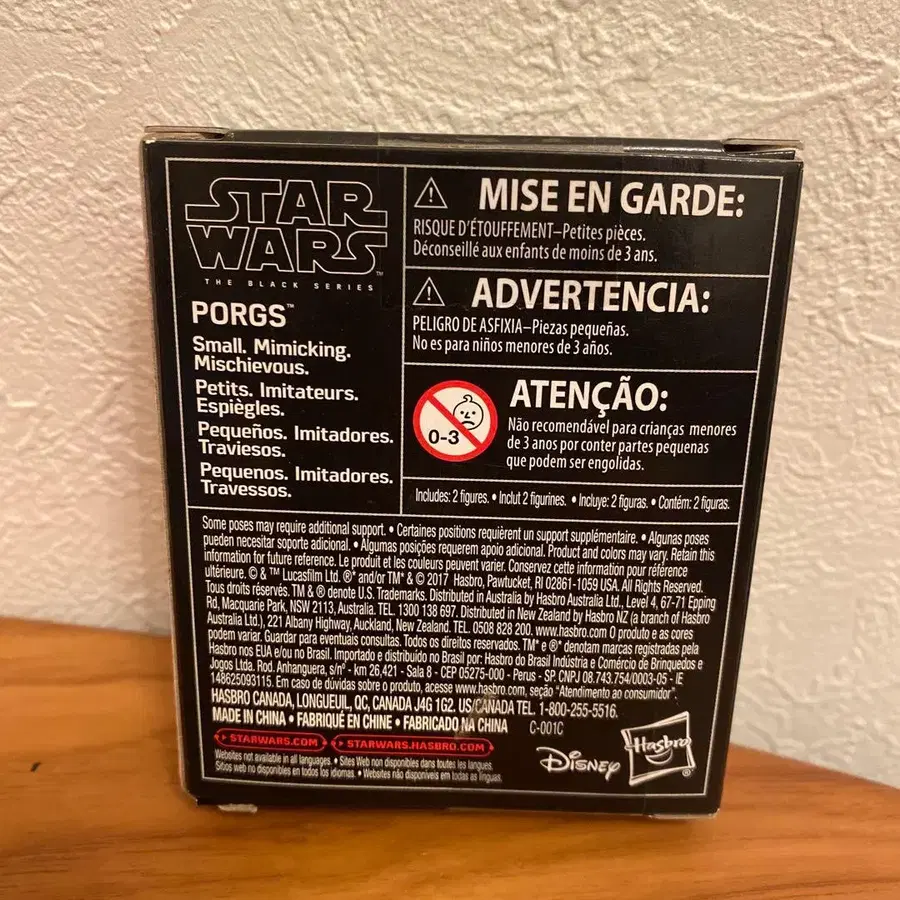 STAR
WARS™
THE BLACK SERIES
PORGS™
Small. Mimicking.
Mischievous.
Petits. Imitateurs.
Espiègles.
Pequeños. Imitadores.
Traviesos.
Pequenos. Imitadores.
Travessos.
MISE EN GARDE:
RISQUE D'ÉTOUFFEMENT–Petites pièces.
Déconseillé aux enfants de moins de 3 ans.
ADVERTENCIA:
PELIGRO DE ASFIXIA–Piezas pequeñas.
No es para niños menores de 3 años.
0-3
ATENÇÃO:
Não recomendável para crianças menores
de 3 anos por conter partes pequenas
que podem ser engolidas.
Includes: 2 figures. • Inclut 2 figurines. • Incluye: 2 figuras. • Contém: 2 figuras.
Some poses may require additional support. • Certaines positions requièrent un support supplémentaire. • Algunas poses
pueden necesitar soporte adicional. • Algumas posições requerem apoio adicional. Product and colors may vary. Retain this
information for future reference. Le produit et les couleurs peuvent varier. Conservez cette information pour référence
ultérieure. © & ™ Lucasfilm Ltd. ®* and/or TM* & © 2017 Hasbro, Pawtucket, RI 02861-1059 USA. All Rights Reserved.
Tous droits réservés. TM & ® denote U.S. Trademarks. Distributed in Australia by Hasbro Australia Ltd., Level 4, 67-71 Epping
Rd, Macquarie Park, NSW 2113, Australia. TEL. 1300 138 697. Distributed in New Zealand by Hasbro NZ (a branch of Hasbro
Australia Ltd.), 221 Albany Highway, Auckland, New Zealand. TEL. 0508 828 200. www.hasbro.com O produto e as cores
podem variar. Guardar para eventuais consultas. Todos os direitos reservados. TM* e ®* denotam marcas registradas pela
Hasbro nos EUA e/ou no Brasil. Importado e distribuído no Brasil por: Hasbro do Brasil Indústria e Comércio de Brinquedos e
Jogos Ltda. Rod. Anhanguera, s/nº - km 26,421 - Sala 8 - CEP 05275-000 - Perus - SP. CNPJ 08.743.754/0003-05 - IE
148625093115. Em caso de dúvidas sobre o produto, acesse www.hasbro.com, seção "Atendimento ao consumidor".
HASBRO CANADA, LONGUEUIL, QC, CANADA J4G 1G2. US/CANADA TEL. 1-800-255-5516.
MADE IN CHINA • FABRIQUÉ EN CHINE • FABRICADO NA CHINA C-001C
STARWARS.COM • STARWARS.HASBRO.COM
Websites not available in all languages. • Sites Web non disponibles dans toutes les langues.
Sitios web no disponibles en todos los idiomas. • Websites não disponíveis em todas as línguas.
Disney
Hasbro®